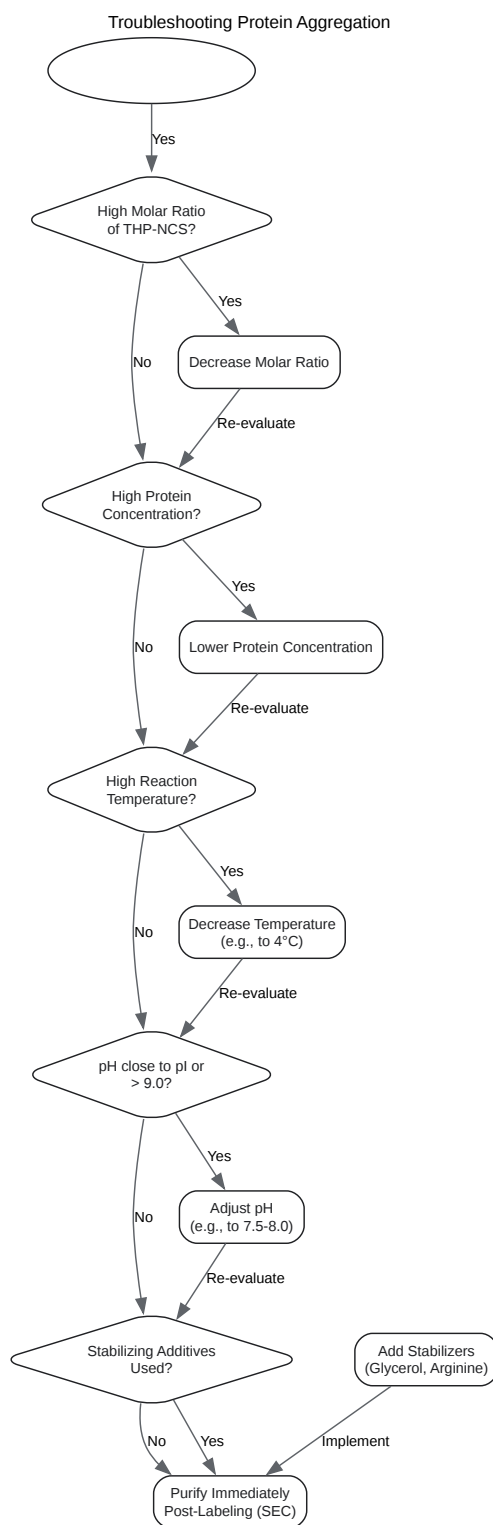 Troubleshooting Protein Aggregation
Yes
High Molar Ratio
of THP-NCS?
Yes
No
Decrease Molar Ratio
Re-evaluate
High Protein
Concentration?
Yes
No
Lower Protein Concentration
Re-evaluate
High Reaction
Temperature?
Yes
No
Decrease Temperature
(e.g., to 4°C)
Re-evaluate
pH close to pI or
> 9.0?
Yes
No
Adjust pH
(e.g., to 7.5-8.0)
Re-evaluate
Stabilizing Additives
Used?
Add Stabilizers
(Glycerol, Arginine)
No
Yes
Implement
Purify Immediately
Post-Labeling (SEC)